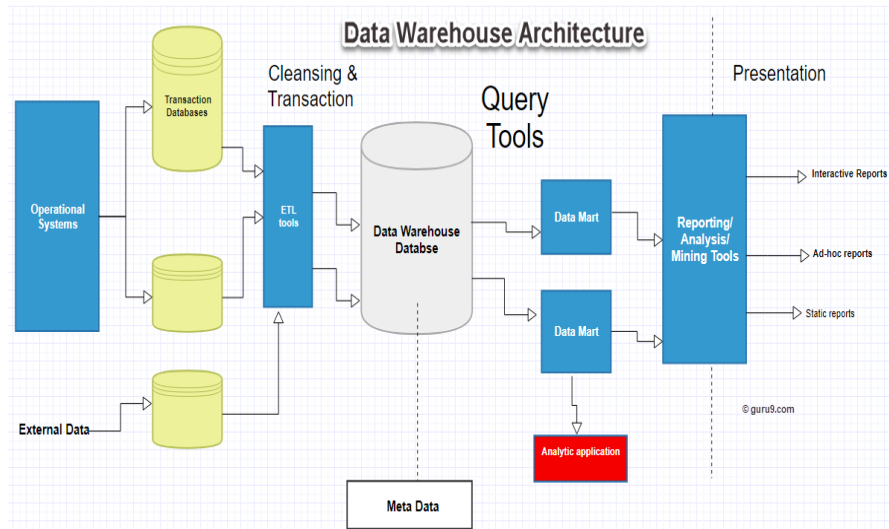 Data Warehouse Architecture
Cleansing &
Transaction
Query
Tools
Presentation
Transaction
Databases
Operational
Systems
ETL
tools
Data Warehouse
Databse
Data Mart
Reporting/
Analysis/
Mining Tools
Interactive Reports
Ad-hoc reports
Static reports
Data Mart
External Data
Analytic application
© guru9.com
Meta Data